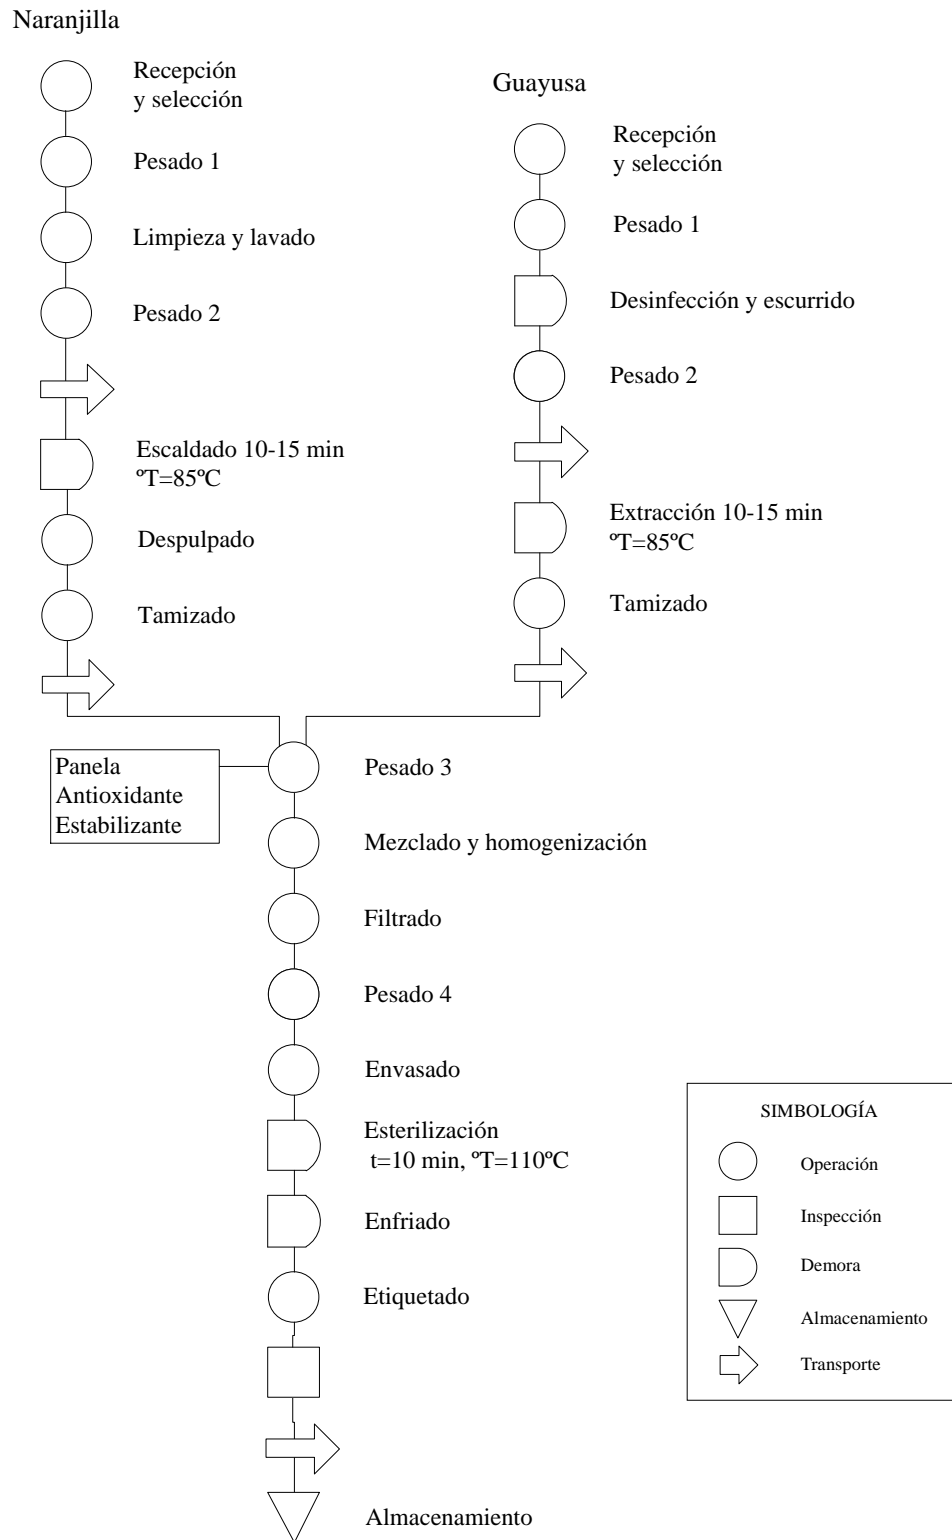 Naranjilla
Recepción
y selección
Pesado 1
Limpieza y lavado
Pesado 2
Escaldado 10-15 min
ºT=85ºC
Despulpado
Tamizado
Guayusa
Recepción
y selección
Pesado 1
Desinfección y escurrido
Pesado 2
Extracción 10-15 min
ºT=85ºC
Tamizado
Panela
Antioxidante
Estabilizante
Pesado 3
Mezclado y homogenización
Filtrado
Pesado 4
Envasado
Esterilización
t=10 min, ºT=110ºC
Enfriado
Etiquetado
Almacenamiento
SIMBOLOGÍA
Operación
Inspección
Demora
Almacenamiento
Transporte